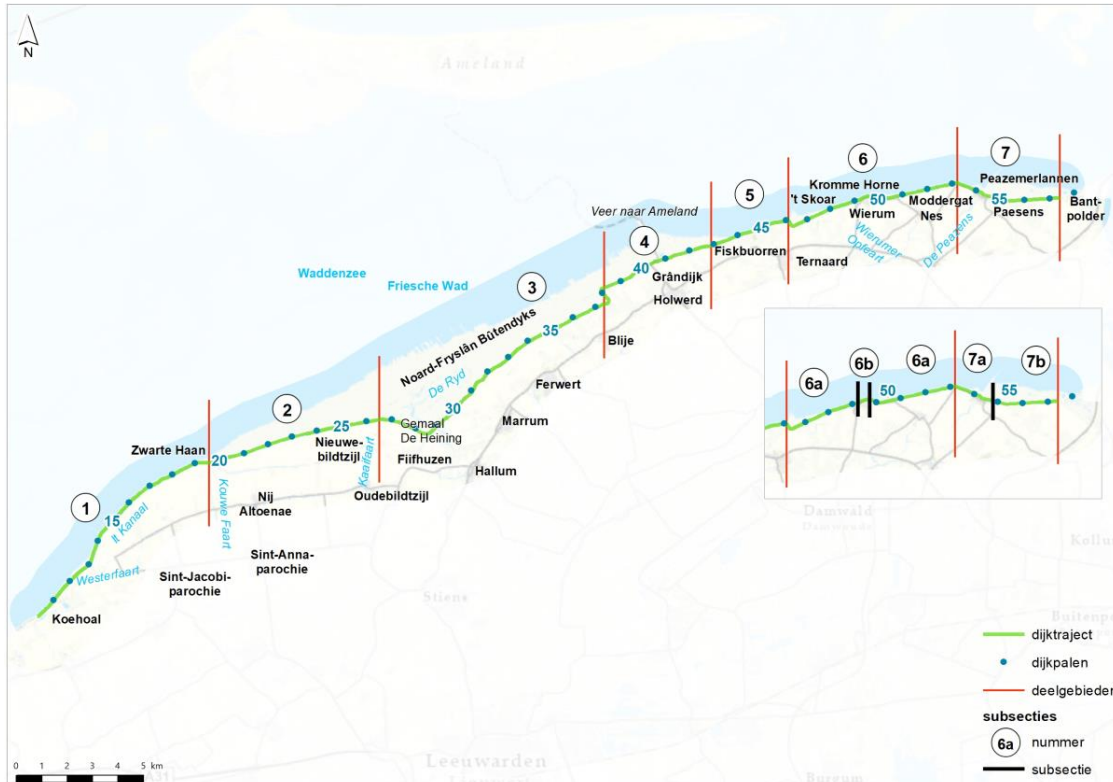 N
Ameland
7
6
Peazemerlannen
Kromme Horne
5
't Skoar
50
Moddergat
55
Bant-
polder
Veer naar Ameland
Wierum
Nes
Paesens
45
4
Wierumer
Opfeart
De Peazens
Fiskbuorren
Ternaard
40
Grândijk
Holwerd
Waddenzee
Friesche Wad
3
35
Blije
Noard-Fryslân Bûtendyks
De Ryd
Ferwert
30
Marrum
2
25
Gemaal
De Heining
Nieuwe-
bildtzijl
Kaaifaart
Fiifhuzen
Hallum
Zwarte Haan
20
Oudebildtzijl
Nij
Altoenae
Kouwe Faart
1
15
It Kanaal
Sint-Anna-
parochie
Westerfaart
Sint-Jacobi-
parochie
Koehoal
6a
6b
6a
7a
7b
50
55
Damwald
Stiens
Leeuwarden
Bureum
A31
dijktraject
dijkpalen
deelgebieden
subsecties
6a
nummer
subsectie
0 1 2 3 4 5 km